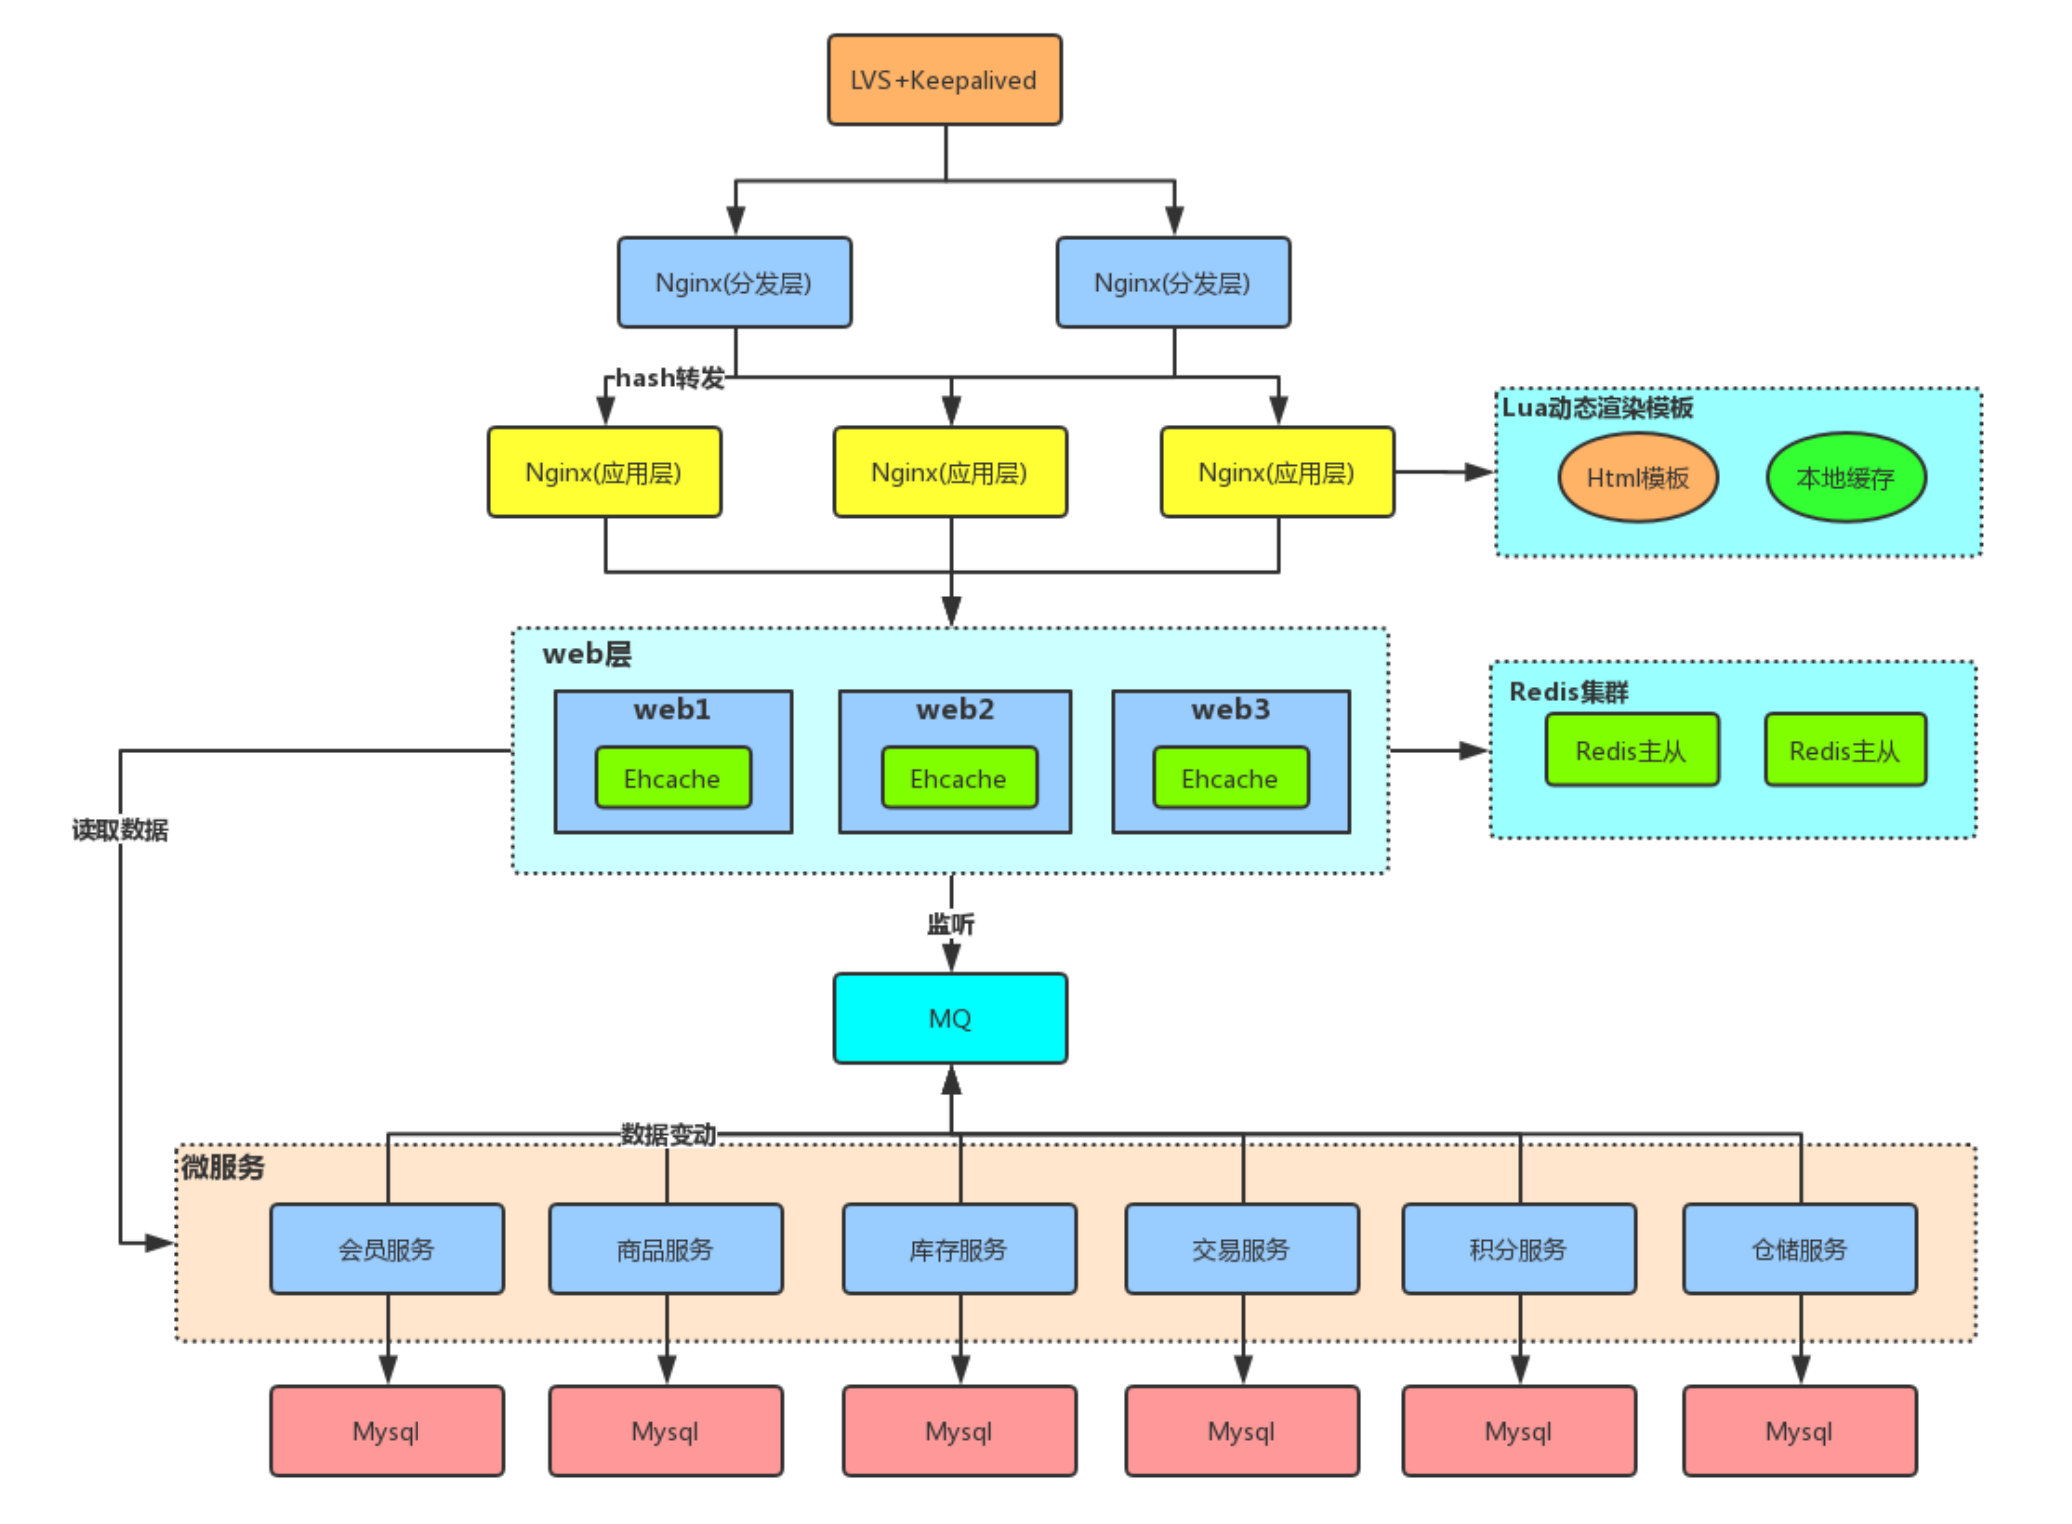 LVS+Keepalived
Nginx(分发层)
Nginx(分发层)
hash转发
Nginx(应用层)
Nginx(应用层)
Nginx(应用层)
Lua动态渲染模板
Html模板
本地缓存
web层
web1
web2
web3
Ehcache
Ehcache
Ehcache
Redis集群
Redis主从
Redis主从
读取数据
监听
MQ
数据变动
微服务
会员服务
商品服务
库存服务
交易服务
积分服务
仓储服务
Mysql
Mysql
Mysql
Mysql
Mysql
Mysql